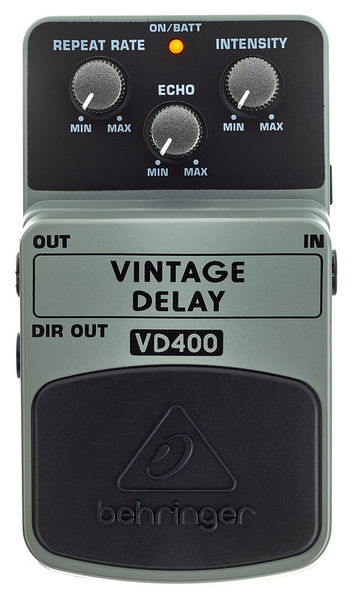 ON/BATT
REPEAT RATE
INTENSITY
ECHO
MIN MAX
MIN MAX
MIN MAX
OUT
IN
VINTAGE
DELAY
DIR OUT
VD400
behringer